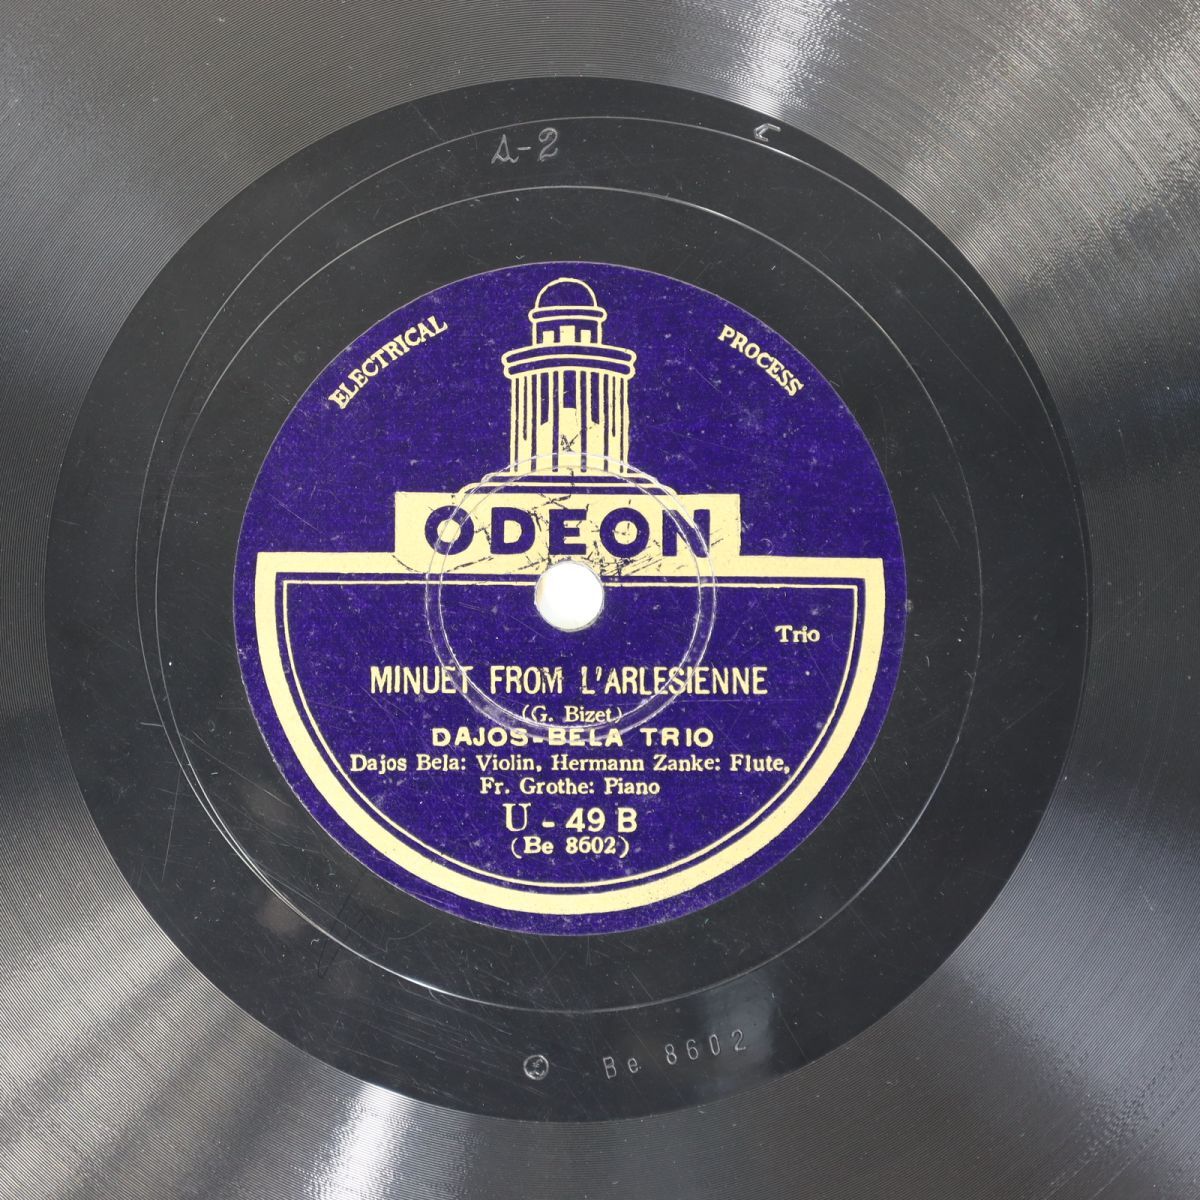 A-2
ELECTRICAL PROCESS
ODEON
Trio
MINUET FROM L'ARLESIENNE
(G. Bizet)
DAJOS-BELA TRIO
Dajos Bela: Violin, Hermann Zanke: Flute,
Fr. Grothe: Piano
U - 49 B
(Be 8602)
Be 8602